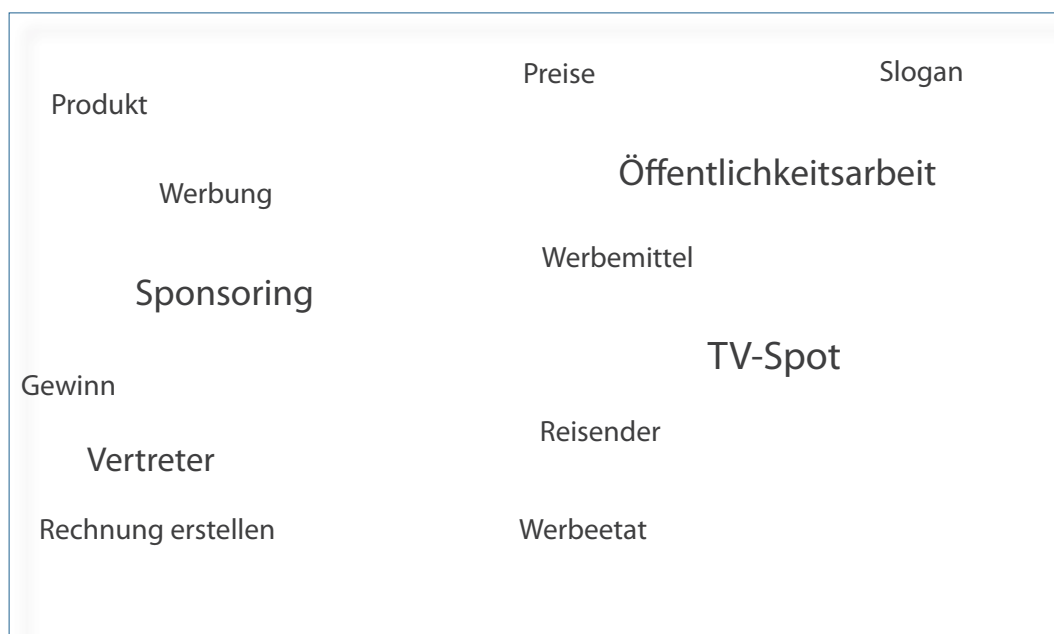 Preise
Slogan
Produkt
Öffentlichkeitsarbeit
Werbung
Werbemittel
Sponsoring
TV-Spot
Gewinn
Reisender
Vertreter
Rechnung erstellen
Werbeetat